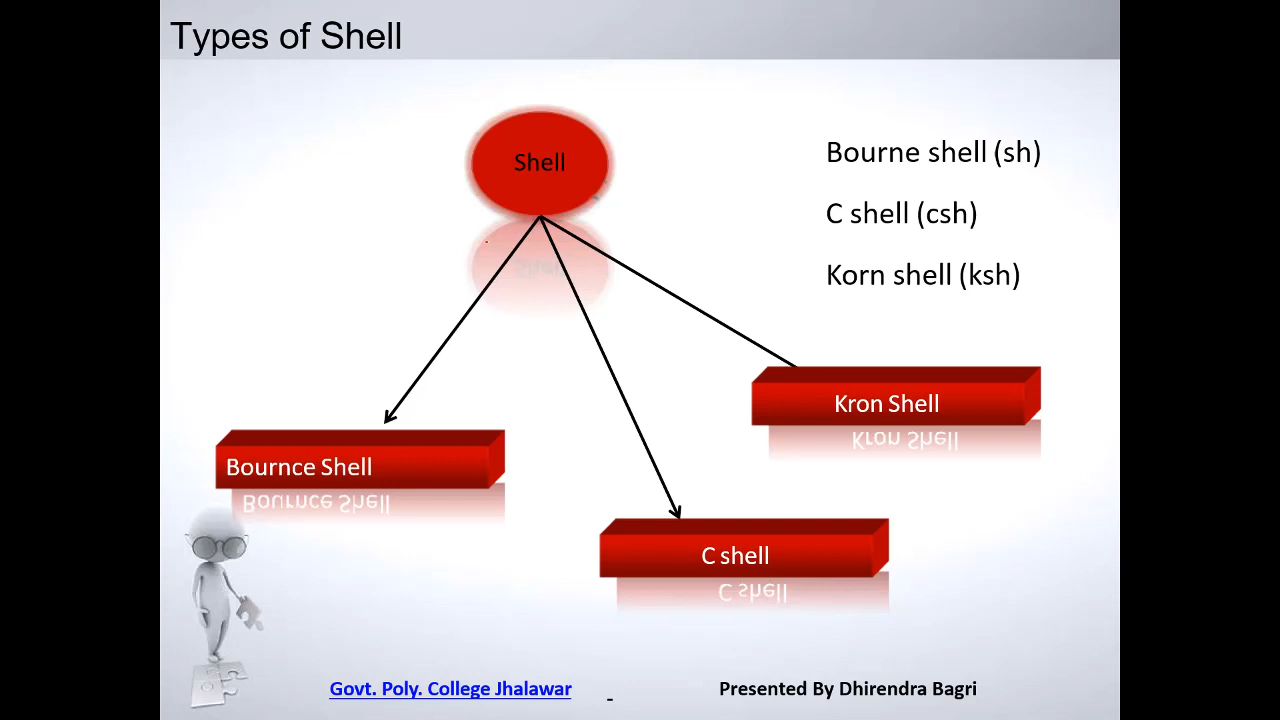 Types of Shell
Shell
Bourne shell (sh)
C shell (csh)
Korn shell (ksh)
Kron Shell
Bournce Shell
C shell
Govt. Poly. College Jhalawar
Presented By Dhirendra Bagri